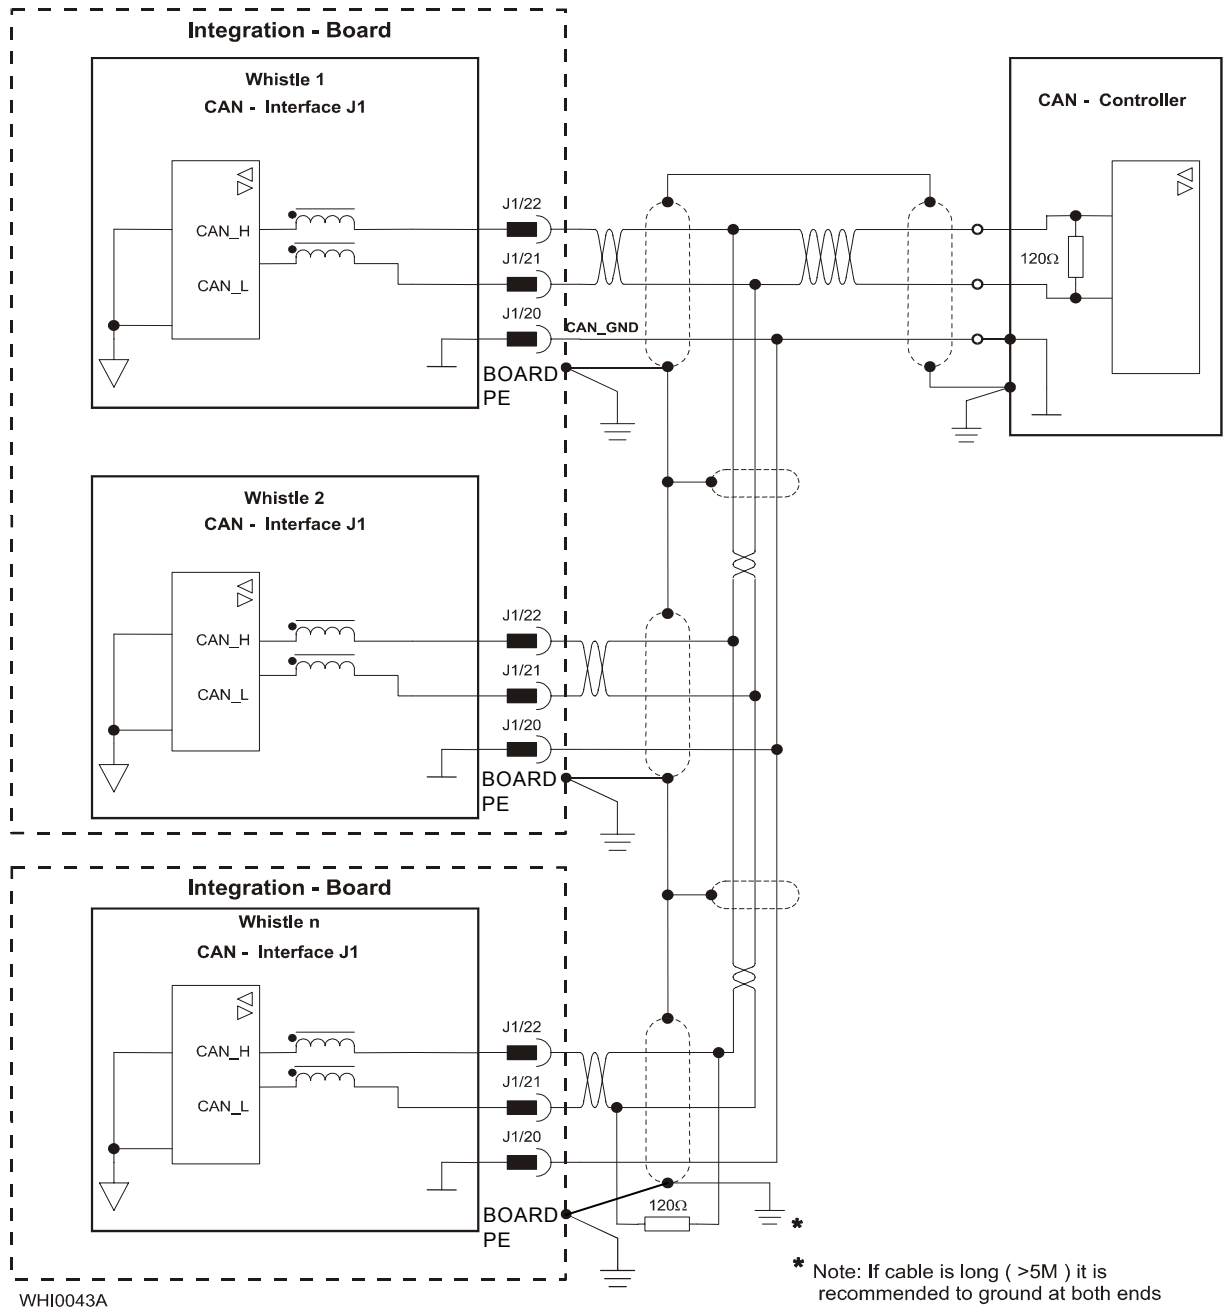 Integration - Board
Whistle 1
CAN - Interface J1
CAN_H
CAN_L
J1/22
J1/21
J1/20
CAN_GND
BOARD
PE
CAN - Controller
120Ω
Whistle 2
CAN - Interface J1
CAN_H
CAN_L
J1/22
J1/21
J1/20
BOARD
PE
Integration - Board
Whistle n
CAN - Interface J1
CAN_H
CAN_L
J1/22
J1/21
J1/20
BOARD
PE
120Ω
*
* Note: If cable is long ( >5M ) it is
recommended to ground at both ends
WHI0043A